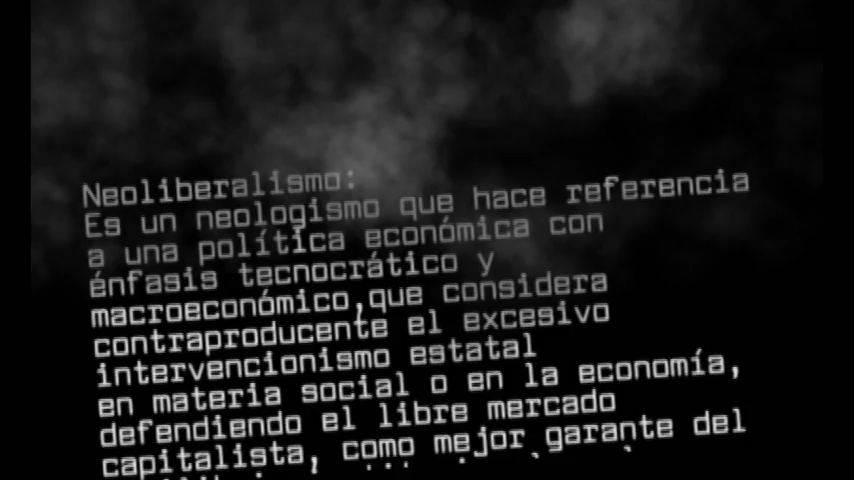 Neoliberalismo:
Es un neologismo que hace referencia
a una política económica con
énfasis tecnocrático y
macroeconómico,que considera
contraproducente el excesivo
intervencionismo estatal
en materia social o en la economía,
defendiendo el libre mercado
capitalista, como mejor garante del